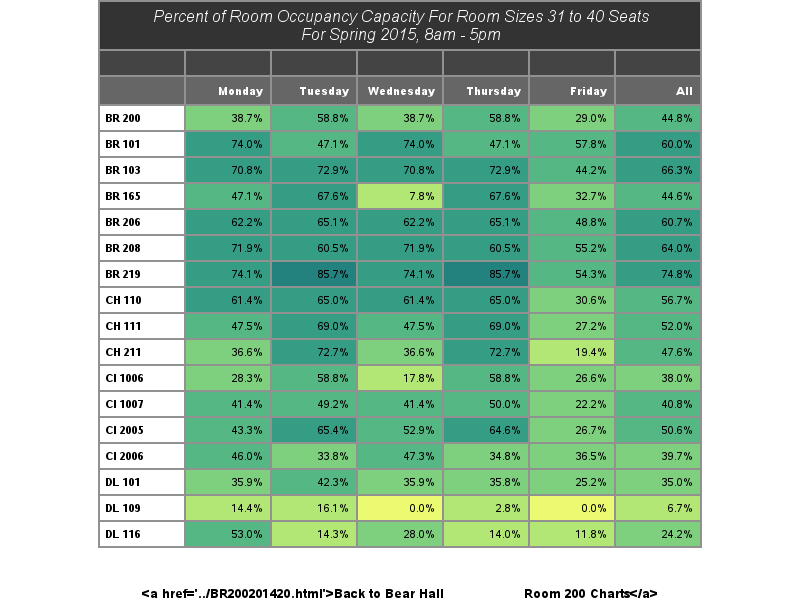 Percent of Room Occupancy Capacity For Room Sizes 31 to 40 Seats
For Spring 2015, 8am - 5pm
Monday Tuesday Wednesday Thursday Friday All
BR 200 38.7% 58.8% 38.7% 58.8% 29.0% 44.8%
BR 101 74.0% 47.1% 74.0% 47.1% 57.8% 60.0%
BR 103 70.8% 72.9% 70.8% 72.9% 44.2% 66.3%
BR 165 47.1% 67.6% 7.8% 67.6% 32.7% 44.6%
BR 206 62.2% 65.1% 62.2% 65.1% 48.8% 60.7%
BR 208 71.9% 60.5% 71.9% 60.5% 55.2% 64.0%
BR 219 74.1% 85.7% 74.1% 85.7% 54.3% 74.8%
CH 110 61.4% 65.0% 61.4% 65.0% 30.6% 56.7%
CH 111 47.5% 69.0% 47.5% 69.0% 27.2% 52.0%
CH 211 36.6% 72.7% 36.6% 72.7% 19.4% 47.6%
CI 1006 28.3% 58.8% 17.8% 58.8% 26.6% 38.0%
CI 1007 41.4% 49.2% 41.4% 50.0% 22.2% 40.8%
CI 2005 43.3% 65.4% 52.9% 64.6% 26.7% 50.6%
CI 2006 46.0% 33.8% 47.3% 34.8% 36.5% 39.7%
DL 101 35.9% 42.3% 35.9% 35.8% 25.2% 35.0%
DL 109 14.4% 16.1% 0.0% 2.8% 0.0% 6.7%
DL 116 53.0% 14.3% 28.0% 14.0% 11.8% 24.2%
<a href='../BR200201420.html'>Back to Bear Hall Room 200 Charts</a>